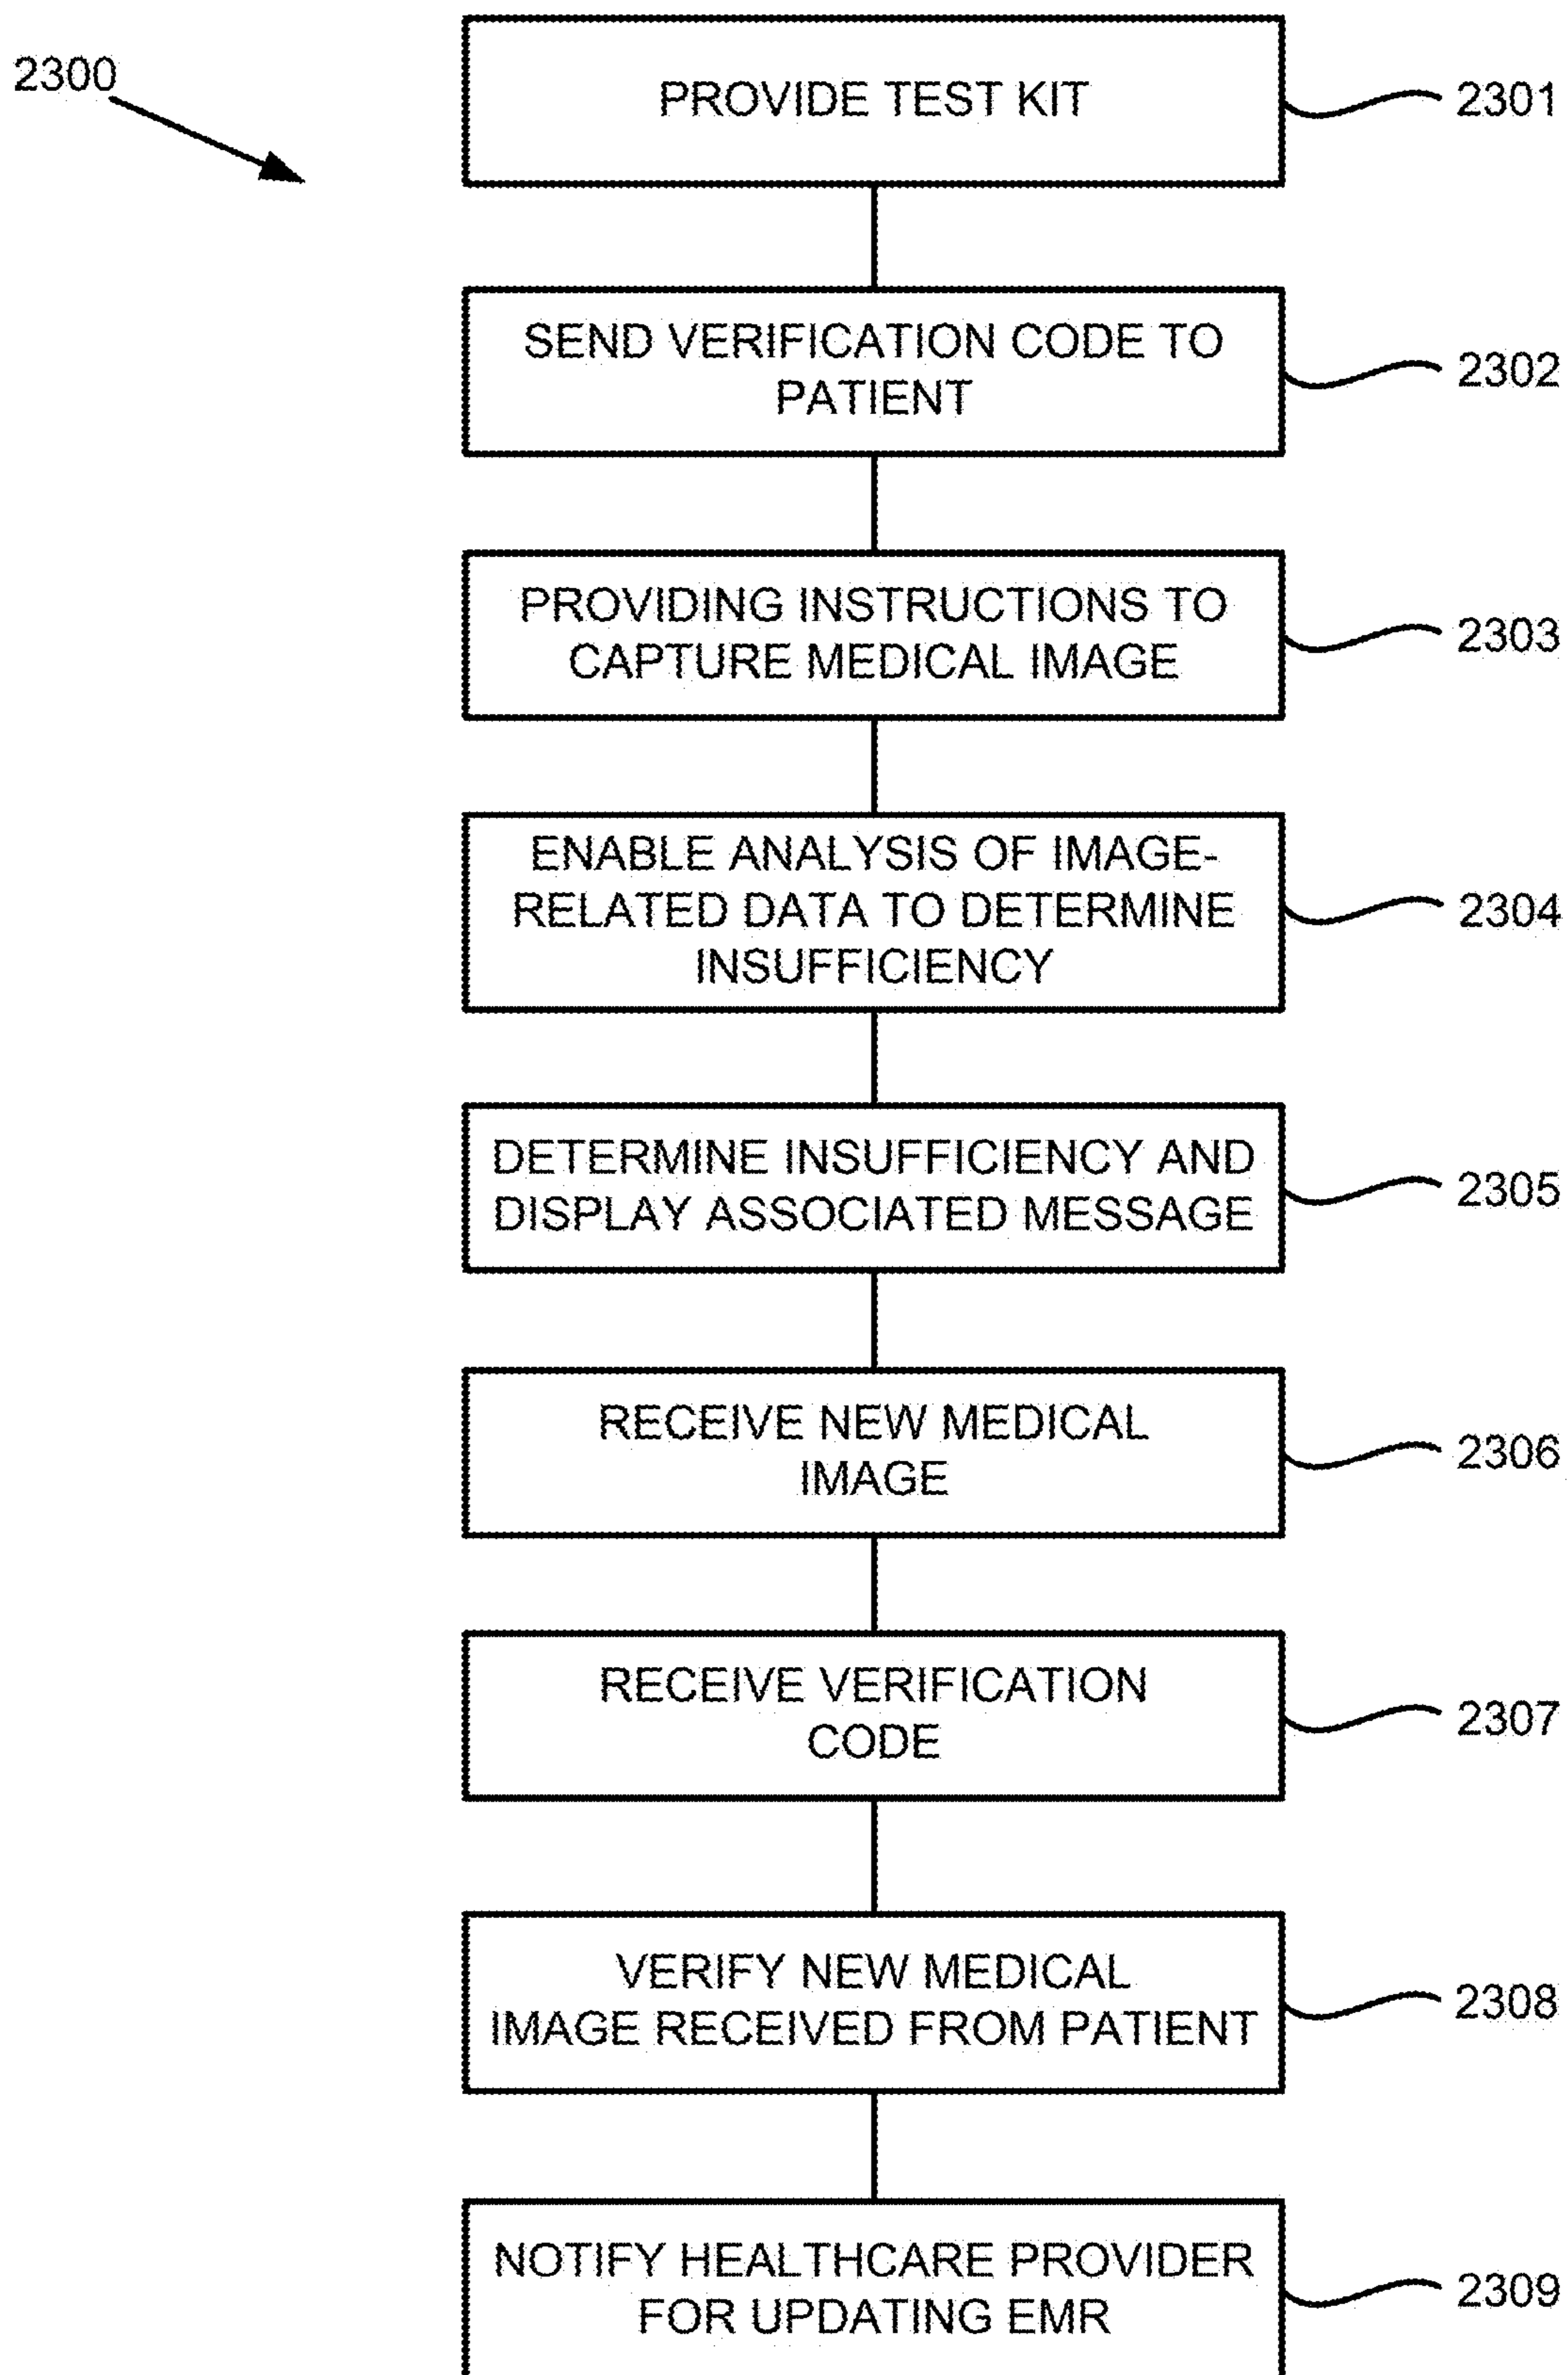 2300
PROVIDE TEST KIT
2301
SEND VERIFICATION CODE TO
PATIENT
2302
PROVIDING INSTRUCTIONS TO
CAPTURE MEDICAL IMAGE
2303
ENABLE ANALYSIS OF IMAGE-
RELATED DATA TO DETERMINE
INSUFFICIENCY
2304
DETERMINE INSUFFICIENCY AND
DISPLAY ASSOCIATED MESSAGE
2305
RECEIVE NEW MEDICAL
IMAGE
2306
RECEIVE VERIFICATION
CODE
2307
VERIFY NEW MEDICAL
IMAGE RECEIVED FROM PATIENT
2308
NOTIFY HEALTHCARE PROVIDER
FOR UPDATING EMR
2309